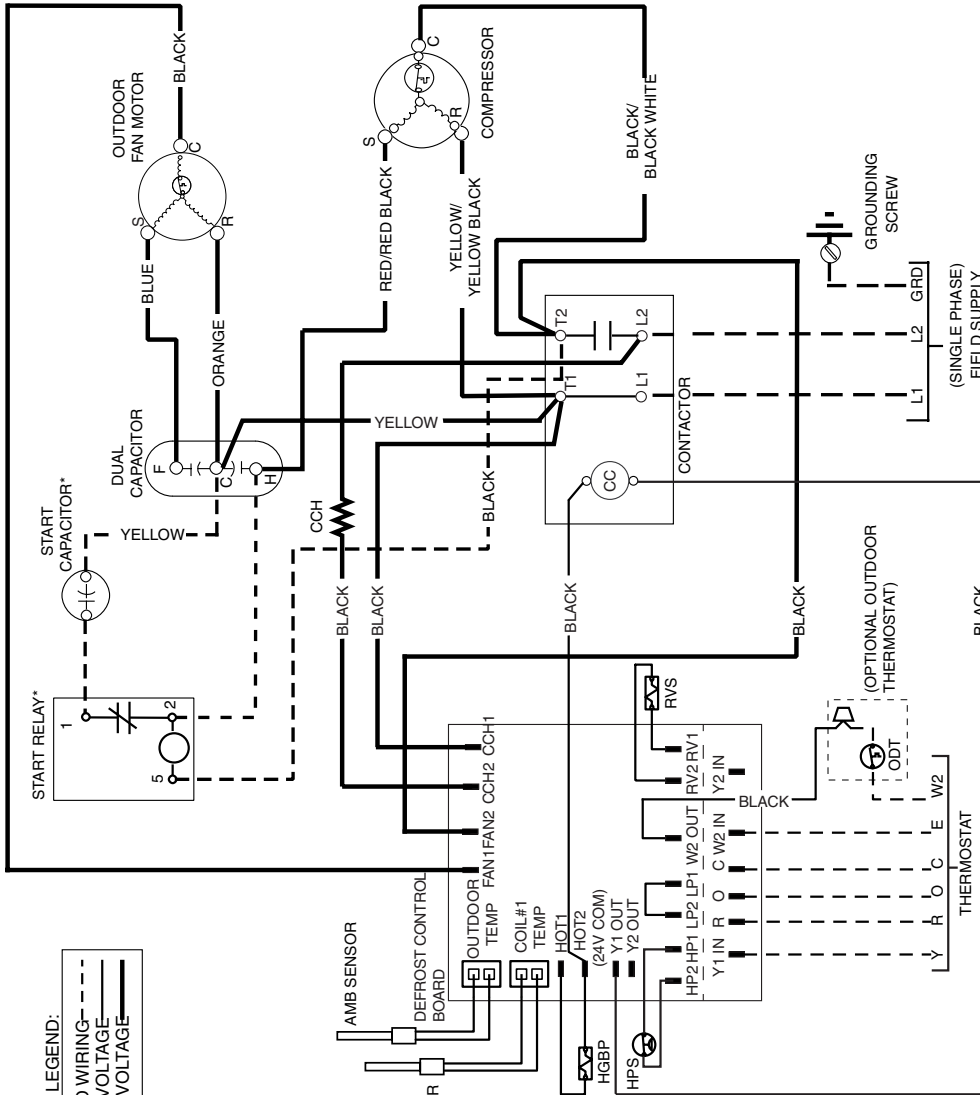 BLACK
OUTDOOR
FAN MOTOR
C
S
R
BLUE
ORANGE
COMPRESSOR
C
S
R
RED/RED BLACK
YELLOW/
YELLOW BLACK
BLACK/
BLACK WHITE
GROUNDING
SCREW
DUAL
CAPACITOR
F
C
H
START
CAPACITOR*
YELLOW
YELLOW
START RELAY*
1
2
5
CCH
BLACK
BLACK
BLACK
BLACK
BLACK
T2
L2
T1
L1
CC
CONTACTOR
L1
L2
GRD
(SINGLE PHASE)
FIELD SUPPLY
BLACK
(OPTIONAL OUTDOOR
THERMOSTAT)
ODT
RVS
BLACK
DEFROST CONTROL
BOARD
FAN1
FAN2
CCH2
CCH1
OUTDOOR
TEMP
COIL#1
TEMP
HOT1
HOT2
(24V COM)
Y1 OUT
Y2 OUT
HP2
HP1
LP2
LP1
W2 OUT
RV2
RV1
Y1 IN
R
O
C
W2 IN
Y2 IN
Y
R
O
C
E
W2
THERMOSTAT
AMB SENSOR
R
HGBP
HPS
LEGEND:
WIRING
VOLTAGE
VOLTAGE